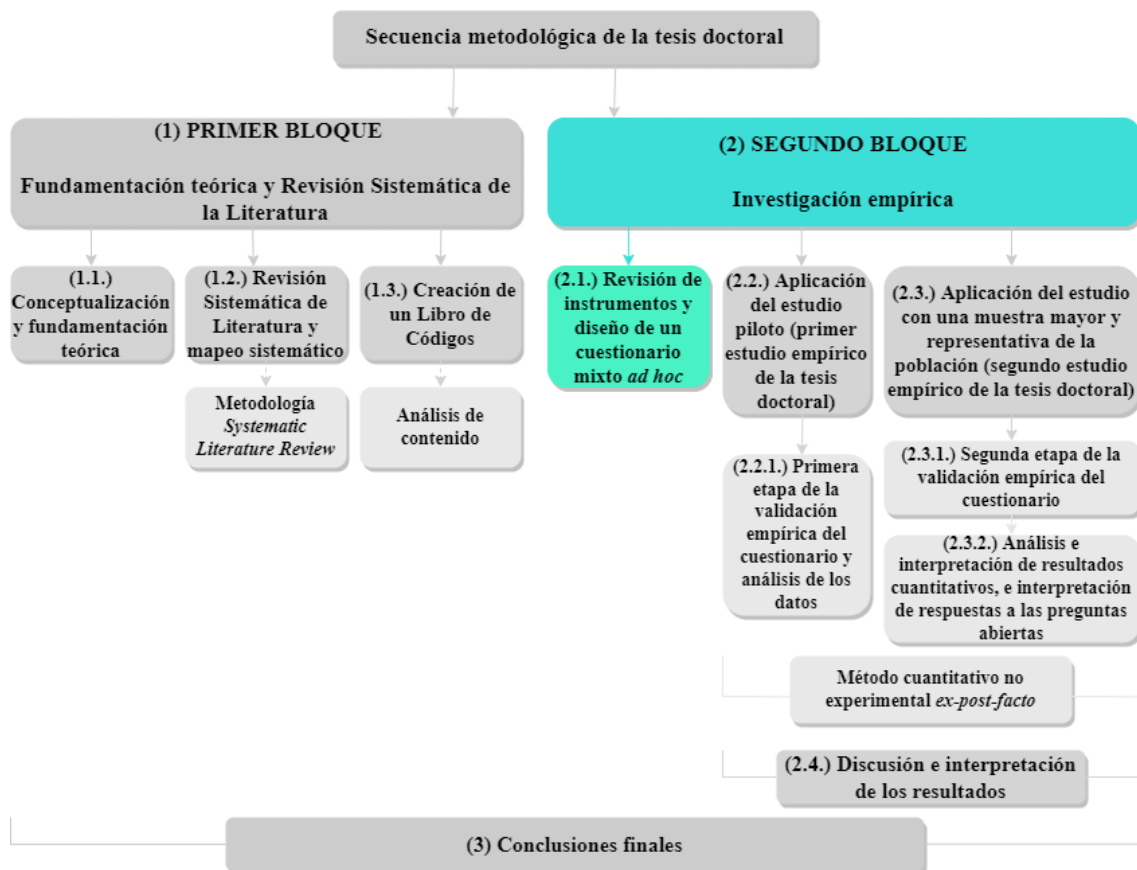 Secuencia metodológica de la tesis doctoral
(1) PRIMER BLOQUE
Fundamentación teórica y Revisión Sistemática de
la Literatura
(2) SEGUNDO BLOQUE
Investigación empírica
(1.1.)
Conceptualización
y fundamentación
teórica
(1.2.) Revisión
Sistemática de
Literatura y
mapeo sistemático
(1.3.) Creación de
un Libro de
Códigos
(2.1.) Revisión de
instrumentos y
diseño de un
cuestionario
mixto ad hoc
(2.2.) Aplicación
del estudio
piloto (primer
estudio empírico
de la tesis
doctoral)
(2.3.) Aplicación del estudio
con una muestra mayor y
representativa de la
población (segundo estudio
empírico de la tesis doctoral)
Metodología
Systematic
Literature Review
Análisis de
contenido
(2.2.1.) Primera
etapa de la
validación
empírica del
cuestionario y
análisis de los
datos
(2.3.1.) Segunda etapa de la
validación empírica del
cuestionario
(2.3.2.) Análisis e
interpretación de resultados
cuantitativos, e interpretación
de respuestas a las preguntas
abiertas
Método cuantitativo no
experimental ex-post-facto
(2.4.) Discusión e interpretación
de los resultados
(3) Conclusiones finales